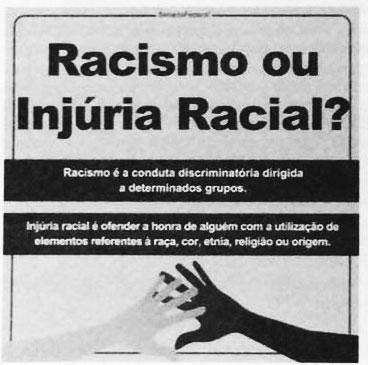 SenadoFederal
Racismo ou
Injúria Racial?
Racismo é a conduta discriminatória dirigida
a determinados grupos.
Injúria racial é ofender a honra de alguém com a utilização de
elementos referentes à raça, cor, etnia, religião ou origem.